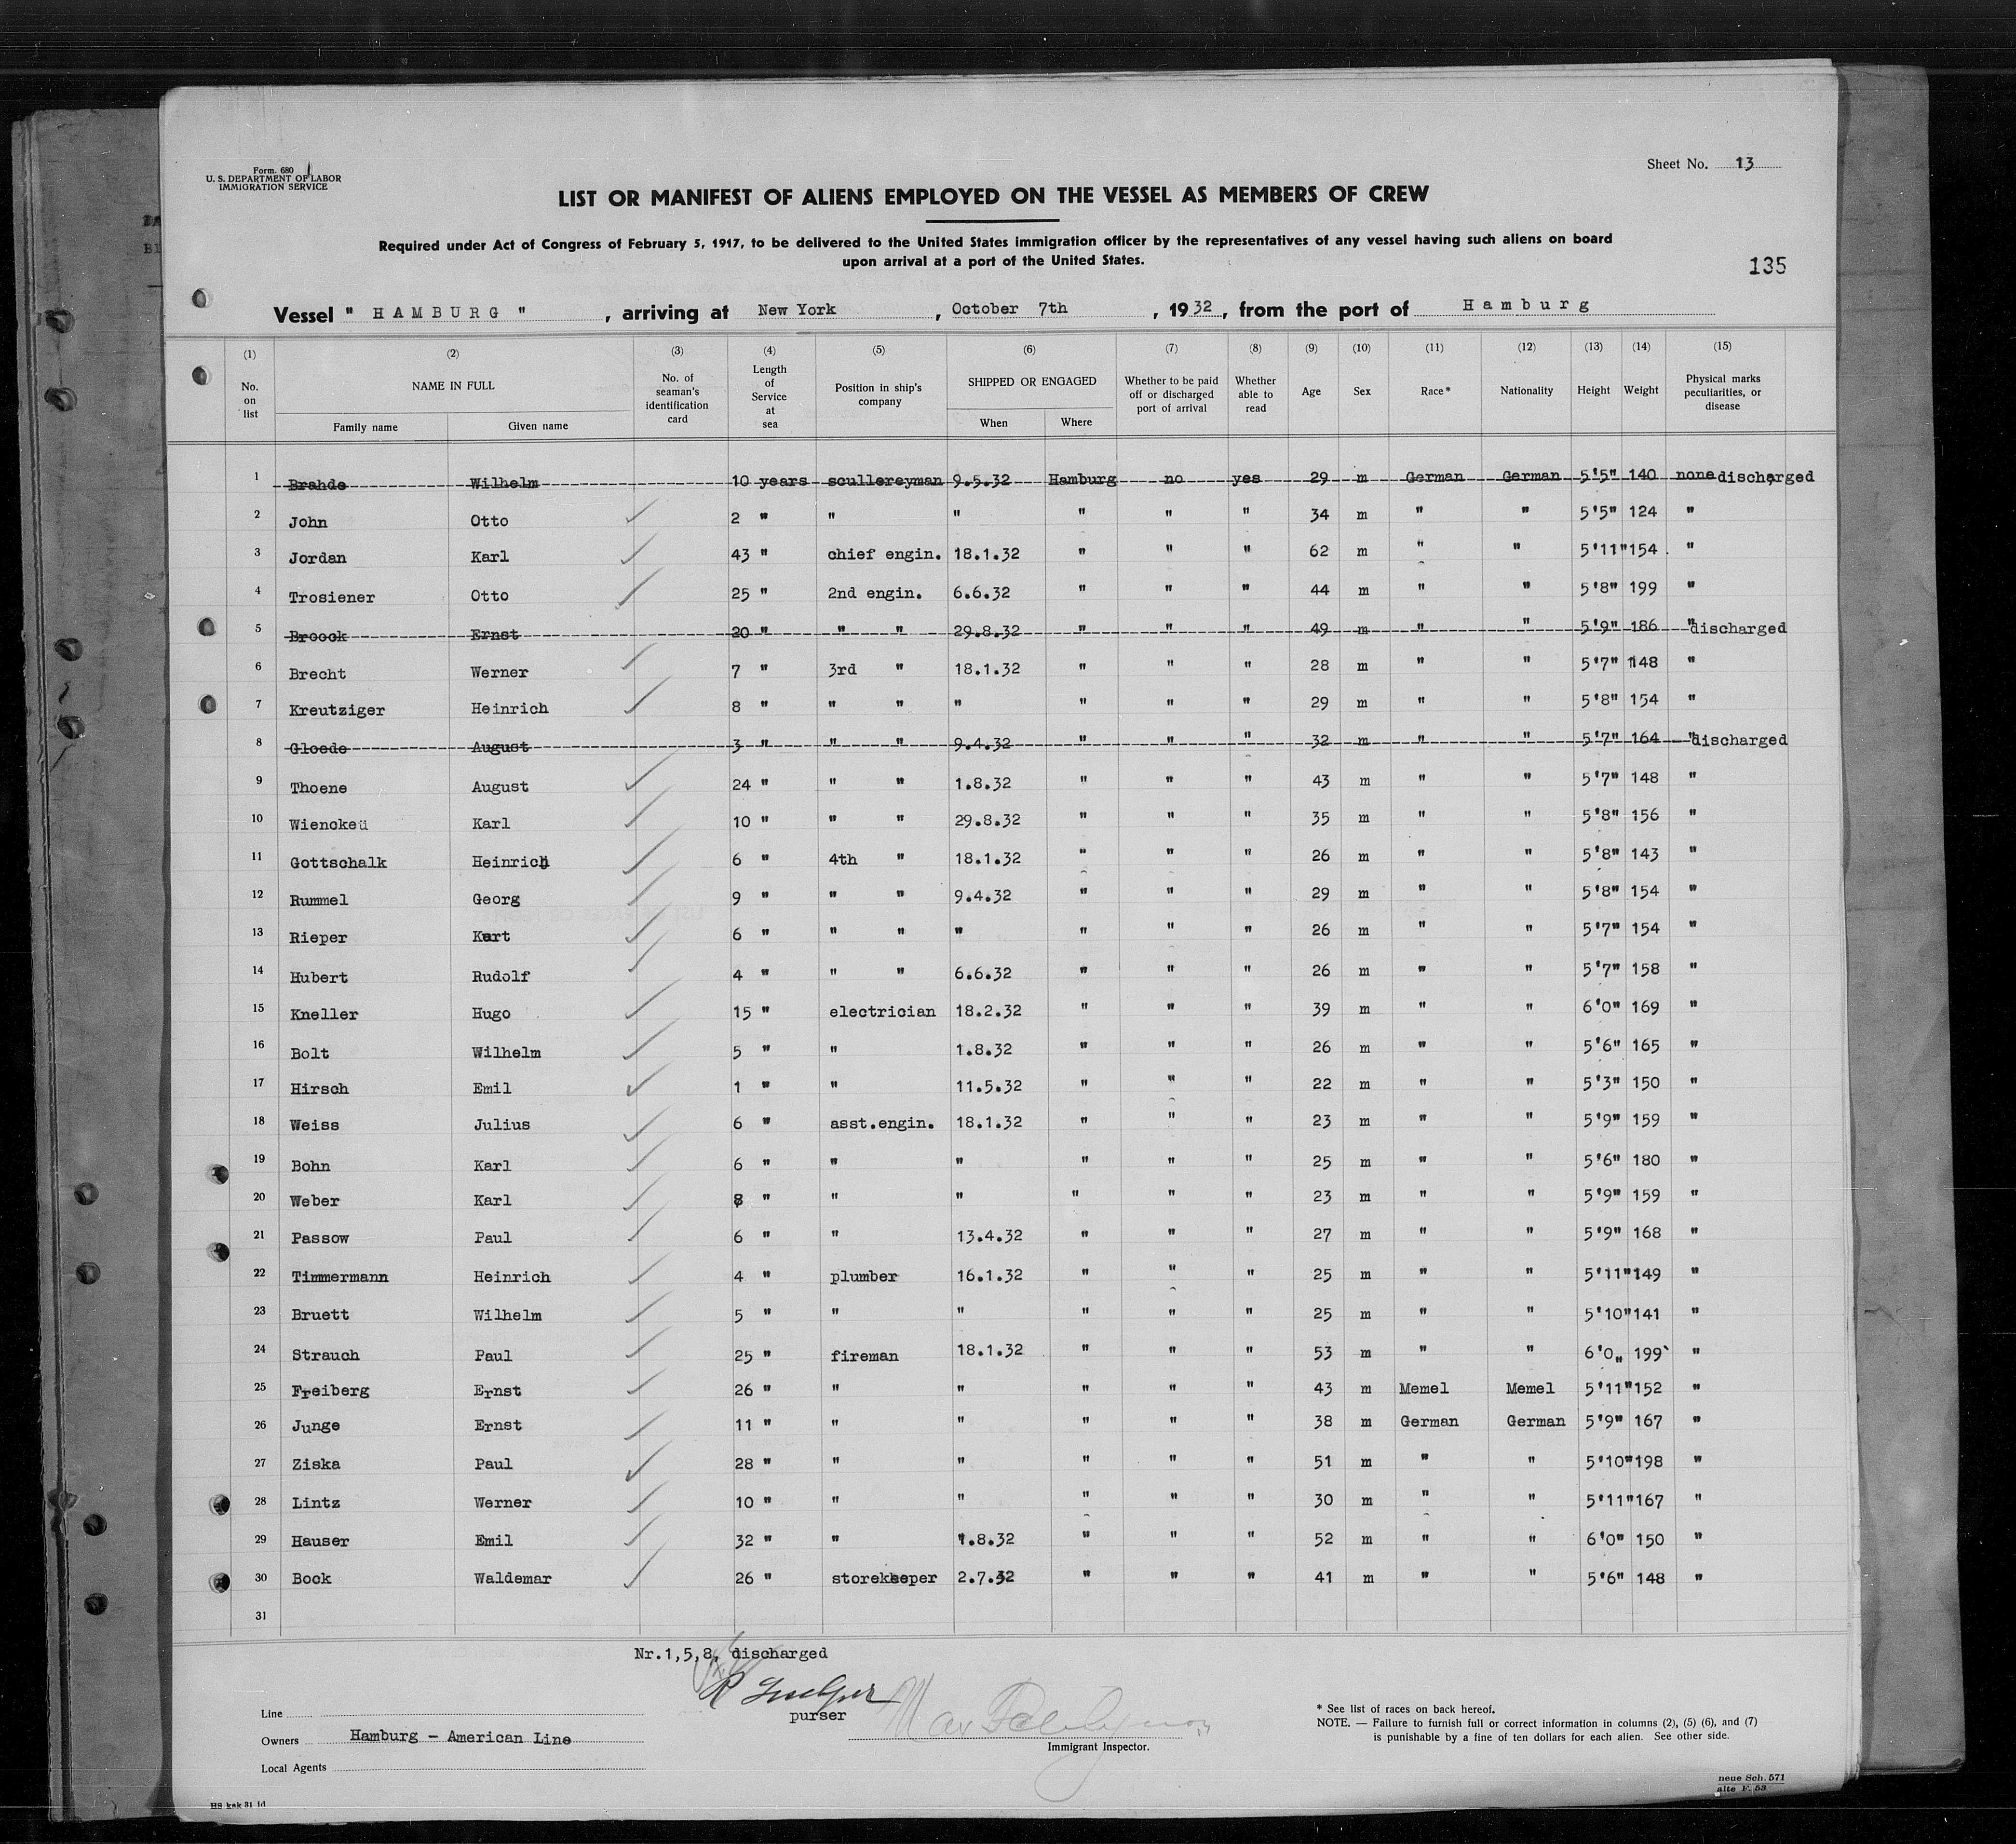 Form. 680
U. S. DEPARTMENT OF LABOR
IMMIGRATION SERVICE
Sheet No. 13
LIST OR MANIFEST OF ALIENS EMPLOYED ON THE VESSEL AS MEMBERS OF CREW
Required under Act of Congress of February 5, 1917, to be delivered to the United States immigration officer by the representatives of any vessel having such aliens on board
upon arrival at a port of the United States.
135
Vessel " HAMBURG ", arriving at New York, October 7th, 1932, from the port of Hamburg
(1) (2) (3) (4) (5) (6) (7) (8) (9) (10) (11) (12) (13) (14) (15)
No. on list NAME IN FULL Family name Given name No. of seaman's identification card Length of Service at sea Position in ship's company SHIPPED OR ENGAGED When Where Whether to be paid off or discharged port of arrival Whether able to read Age Sex Race* Nationality Height Weight Physical marks peculiarities, or disease
1 Brahde Wilhelm 10 years scullereyman 9.5.32 Hamburg no yes 29 m German German 5'5" 140 none discharged
2 John Otto 2 " " " " " " 34 m " " 5'5" 124 "
3 Jordan Karl 43 " chief engin. 18.1.32 " " " 62 m " " 5'11" 154 "
4 Trosiener Otto 25 " 2nd engin. 6.6.32 " " " 44 m " " 5'8" 199 "
5 Broock Ernst 20 " " " 29.8.32 " " " 49 m " " 5'9" 186 " discharged
6 Brecht Werner 7 " 3rd " 18.1.32 " " " 28 m " " 5'7" 148 "
7 Kreutziger Heinrich 8 " " " " " " " 29 m " " 5'8" 154 "
8 Gloede August 3 " " " 9.4.32 " " " 32 m " " 5'7" 164 " discharged
9 Thoene August 24 " " " 1.8.32 " " " 43 m " " 5'7" 148 "
10 Wiencke Karl 10 " " " 29.8.32 " " " 35 m " " 5'8" 156 "
11 Gottschalk Heinrich 6 " 4th " 18.1.32 " " " 26 m " " 5'8" 143 "
12 Rummel Georg 9 " " " 9.4.32 " " " 29 m " " 5'8" 154 "
13 Rieper Kurt 6 " " " " " " " 26 m " " 5'7" 154 "
14 Hubert Rudolf 4 " " " 6.6.32 " " " 26 m " " 5'7" 158 "
15 Kneller Hugo 15 " electrician 18.2.32 " " " 39 m " " 6'0" 169 "
16 Bolt Wilhelm 5 " " 1.8.32 " " " 26 m " " 5'6" 165 "
17 Hirsch Emil 1 " " 11.5.32 " " " 22 m " " 5'3" 150 "
18 Weiss Julius 6 " asst.engin. 18.1.32 " " " 23 m " " 5'9" 159 "
19 Bohn Karl 6 " " " " " " 25 m " " 5'6" 180 "
20 Weber Karl 8 " " " " " " 23 m " " 5'9" 159 "
21 Passow Paul 6 " " 13.4.32 " " " 27 m " " 5'9" 168 "
22 Timmermann Heinrich 4 " plumber 16.1.32 " " " 25 m " " 5'11" 149 "
23 Bruett Wilhelm 5 " " " " " " 25 m " " 5'10" 141 "
24 Strauch Paul 25 " fireman 18.1.32 " " " 53 m " " 6'0„ 199 "
25 Freiberg Ernst 26 " " " " " " 43 m Memel Memel 5'11" 152 "
26 Junge Ernst 11 " " " " " " 38 m German German 5'9" 167 "
27 Ziska Paul 28 " " " " " " 51 m " " 5'10" 198 "
28 Lintz Werner 10 " " " " " " 30 m " " 5'11" 167 "
29 Hauser Emil 32 " " 1.8.32 " " " 52 m " " 6'0" 150 "
30 Bock Waldemar 26 " storekeeper 2.7.32 " " " 41 m " " 5'6" 148 "
31
Nr.1,5,8, discharged
purser
Line
Owners Hamburg - American Line
Local Agents
Immigrant Inspector.
* See list of races on back hereof.
NOTE. — Failure to furnish full or correct information in columns (2), (5) (6), and (7)
is punishable by a fine of ten dollars for each alien. See other side.
neue Sch. 571
alte F. 53